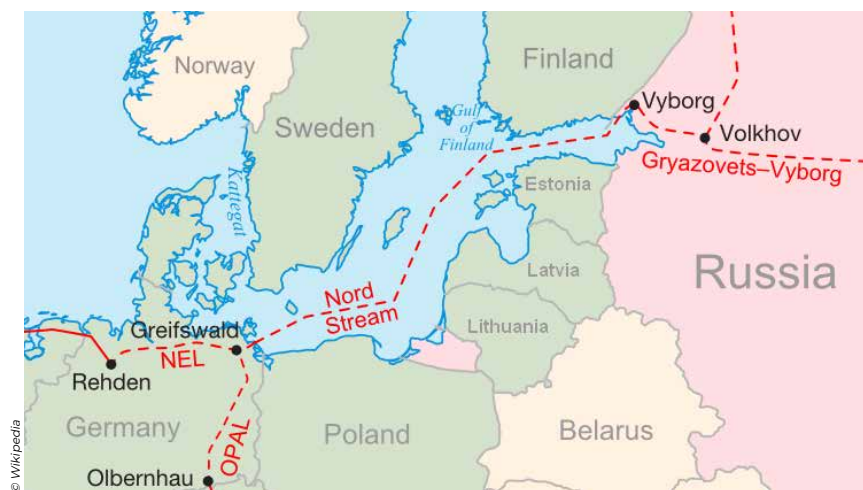 Norway
Finland
Sweden
Gulf
of
Finland
Vyborg
Volkhov
Gryazovets–Vyborg
Kattegat
Estonia
Russia
Latvia
Nord
Stream
Lithuania
Greifswald
NEL
Rehden
Germany
OPAL
Poland
Belarus
Olbernhau
© Wikipedia